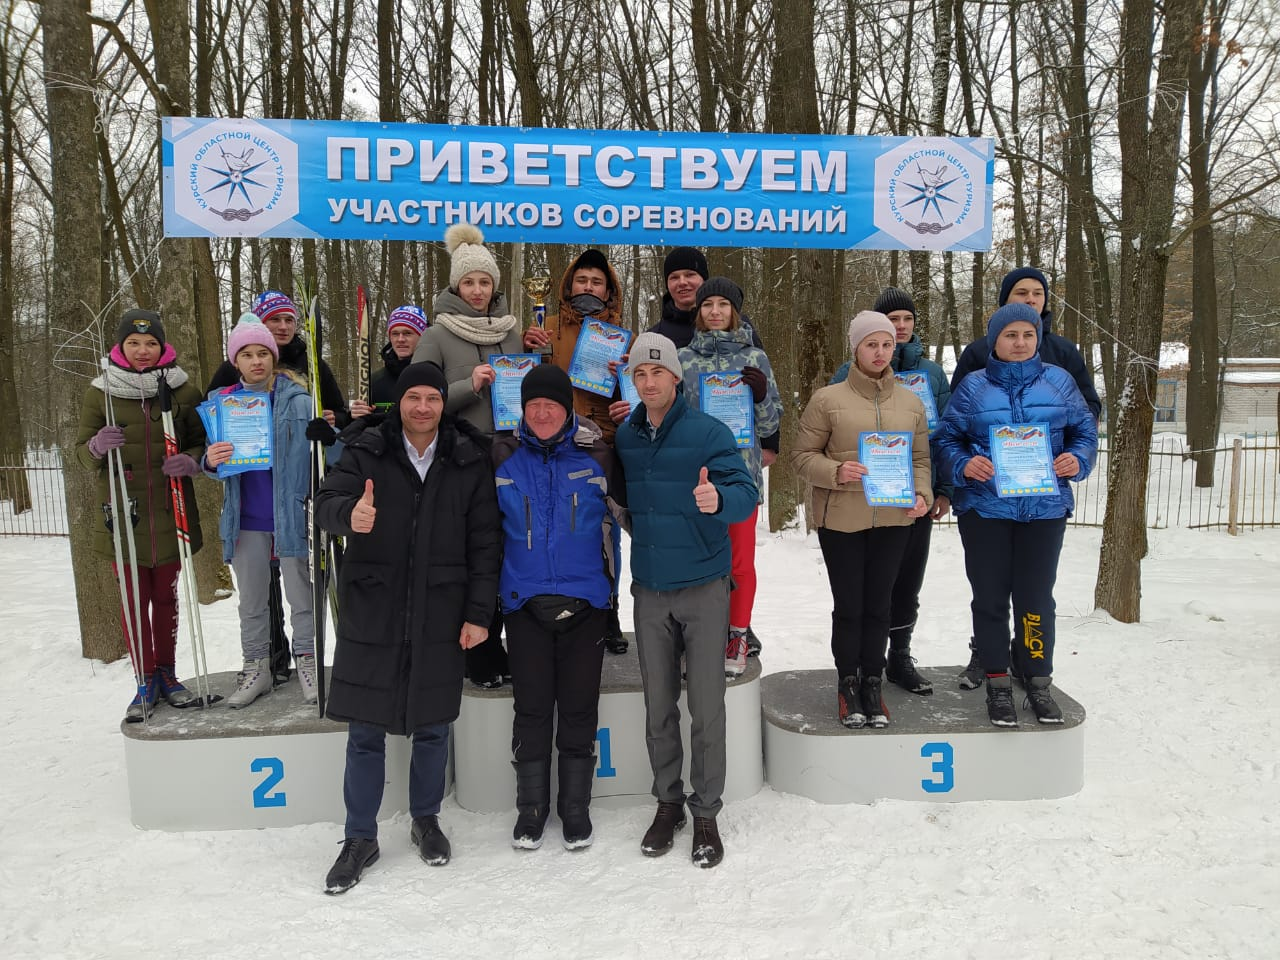 КУРСКИЙ ОБЛАСТНОЙ ЦЕНТР ТУРИЗМА
ПРИВЕТСТВУЕМ
УЧАСТНИКОВ СОРЕВНОВАНИЙ
КУРСКИЙ ОБЛАСТНОЙ ЦЕНТР ТУРИЗМА
2
1
3
BLACK